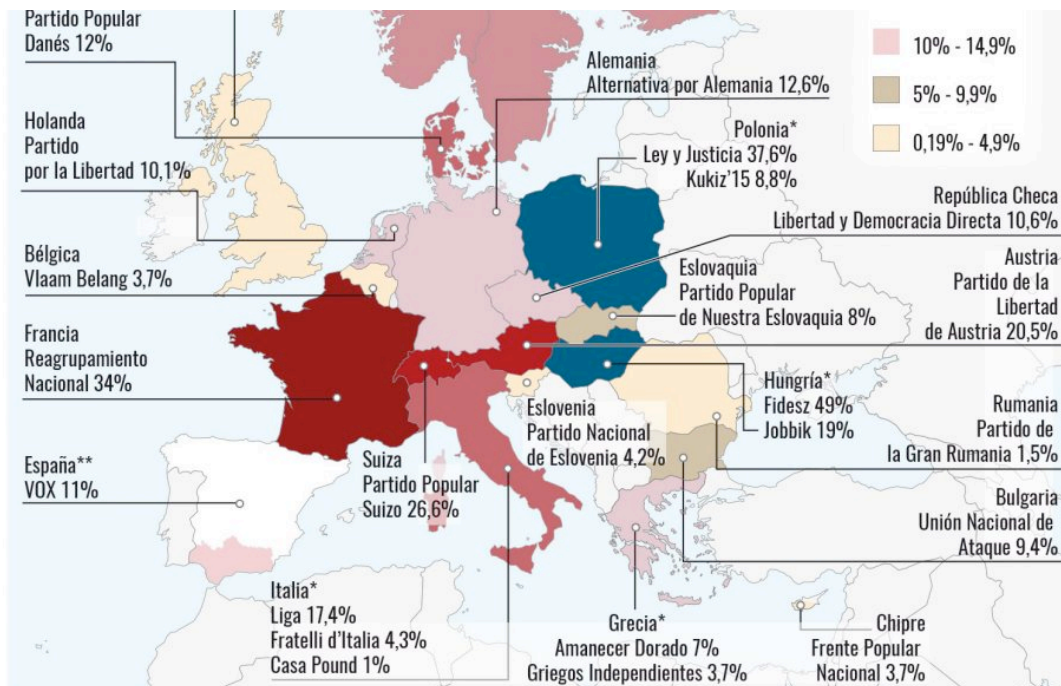 Partido Popular
Danés 12%
Holanda
Partido
por la Libertad 10,1%
Bélgica
Vlaam Belang 3,7%
Francia
Reagrupamiento
Nacional 34%
España**
VOX 11%
Alemania
Alternativa por Alemania 12,6%
Polonia*
Ley y Justicia 37,6%
Kukiz'15 8,8%
10% - 14,9%
5% - 9,9%
0,19% - 4,9%
República Checa
Libertad y Democracia Directa 10,6%
Austria
Partido de la
Libertad
de Austria 20,5%
Eslovaquia
Partido Popular
de Nuestra Eslovaquia 8%
Hungría*
Fidesz 49%
Jobbik 19%
Rumania
Partido de
la Gran Rumania 1,5%
Eslovenia
Partido Nacional
de Eslovenia 4,2%
Suiza
Partido Popular
Suizo 26,6%
Bulgaria
Unión Nacional de
Ataque 9,4%
Italia*
Liga 17,4%
Fratelli d'Italia 4,3%
Casa Pound 1%
Grecia*
Amanecer Dorado 7%
Griegos Independientes 3,7%
Chipre
Frente Popular
Nacional 3,7%